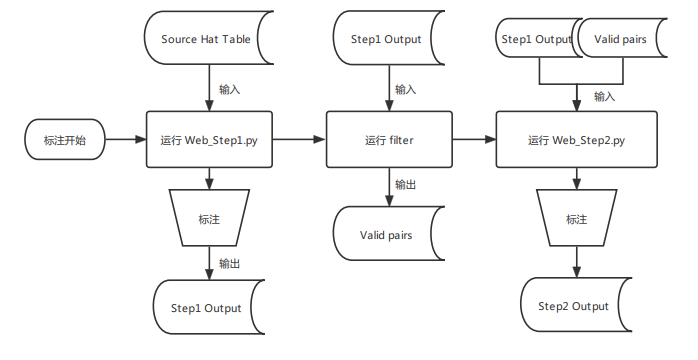 Source Hat Table
Step1 Output
Step1 Output
Valid pairs
输入
输入
输入
标注开始
运行 Web_Step1.py
运行 filter
运行 Web_Step2.py
输出
标注
标注
Valid pairs
输出
Step1 Output
Step2 Output